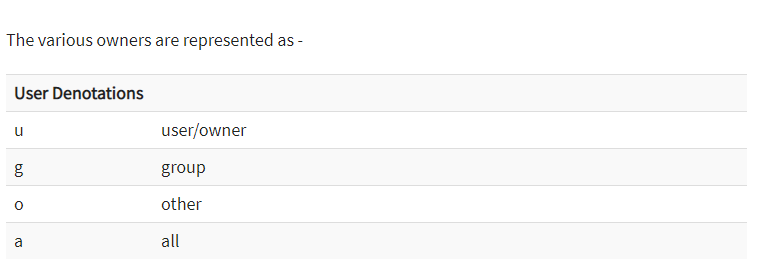 The various owners are represented as -
User Denotations
u user/owner
g group
o other
a all